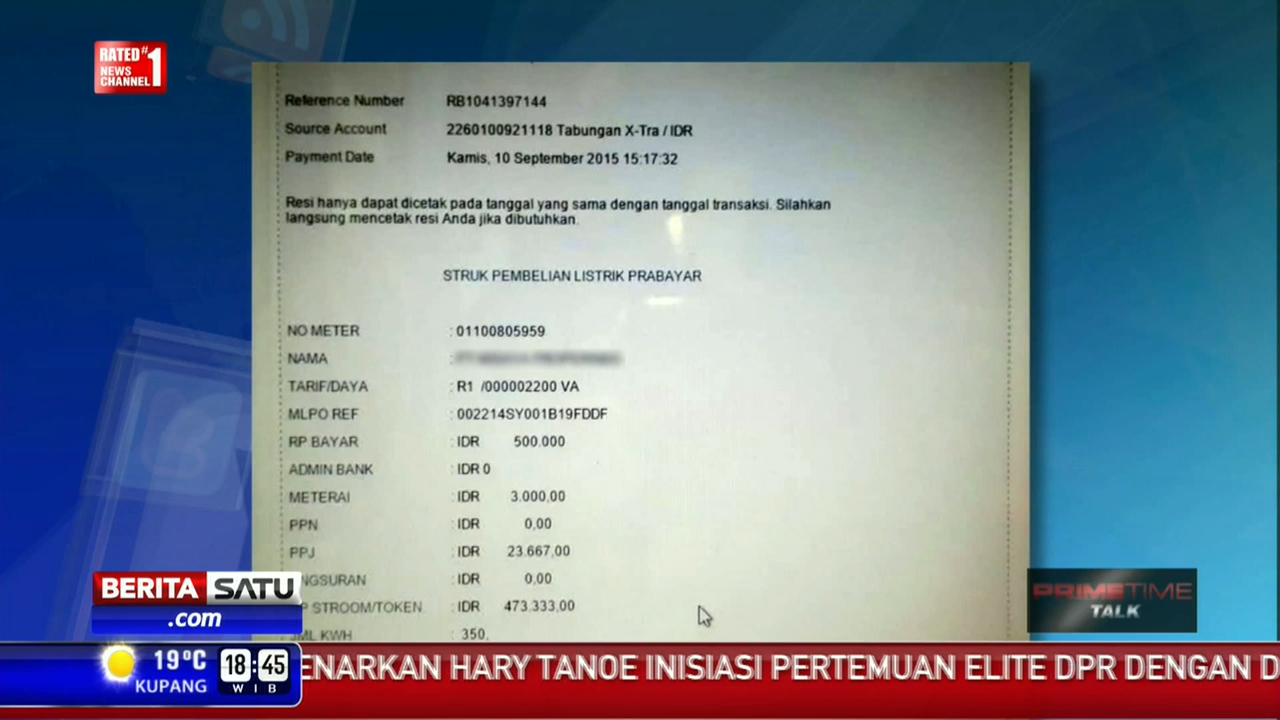 RATED #1
NEWS
CHANNEL
Reference Number RB1041397144
Source Account 2260100921118 Tabungan X-Tra / IDR
Payment Date Kamis, 10 September 2015 15:17:32
Resi hanya dapat dicetak pada tanggal yang sama dengan tanggal transaksi. Silahkan
langsung mencetak resi Anda jika dibutuhkan.
STRUK PEMBELIAN LISTRIK PRABAYAR
NO METER : 01100805959
NAMA :
TARIF/DAYA : R1 /000002200 VA
MLPO REF : 002214SY001B19FDDF
RP BAYAR : IDR 500.000
ADMIN BANK : IDR 0
METERAI : IDR 3.000,00
PPN : IDR 0,00
PPJ : IDR 23.667,00
NGSURAN : IDR 0,00
P STROOM/TOKEN : IDR 473.333,00
JML KWH : 350,
BERITA SATU
.com
PRIMETIME
TALK
19°C
KUPANG
18:45
WIB
ENARKAN HARY TANOE INISIASI PERTEMUAN ELITE DPR DENGAN D